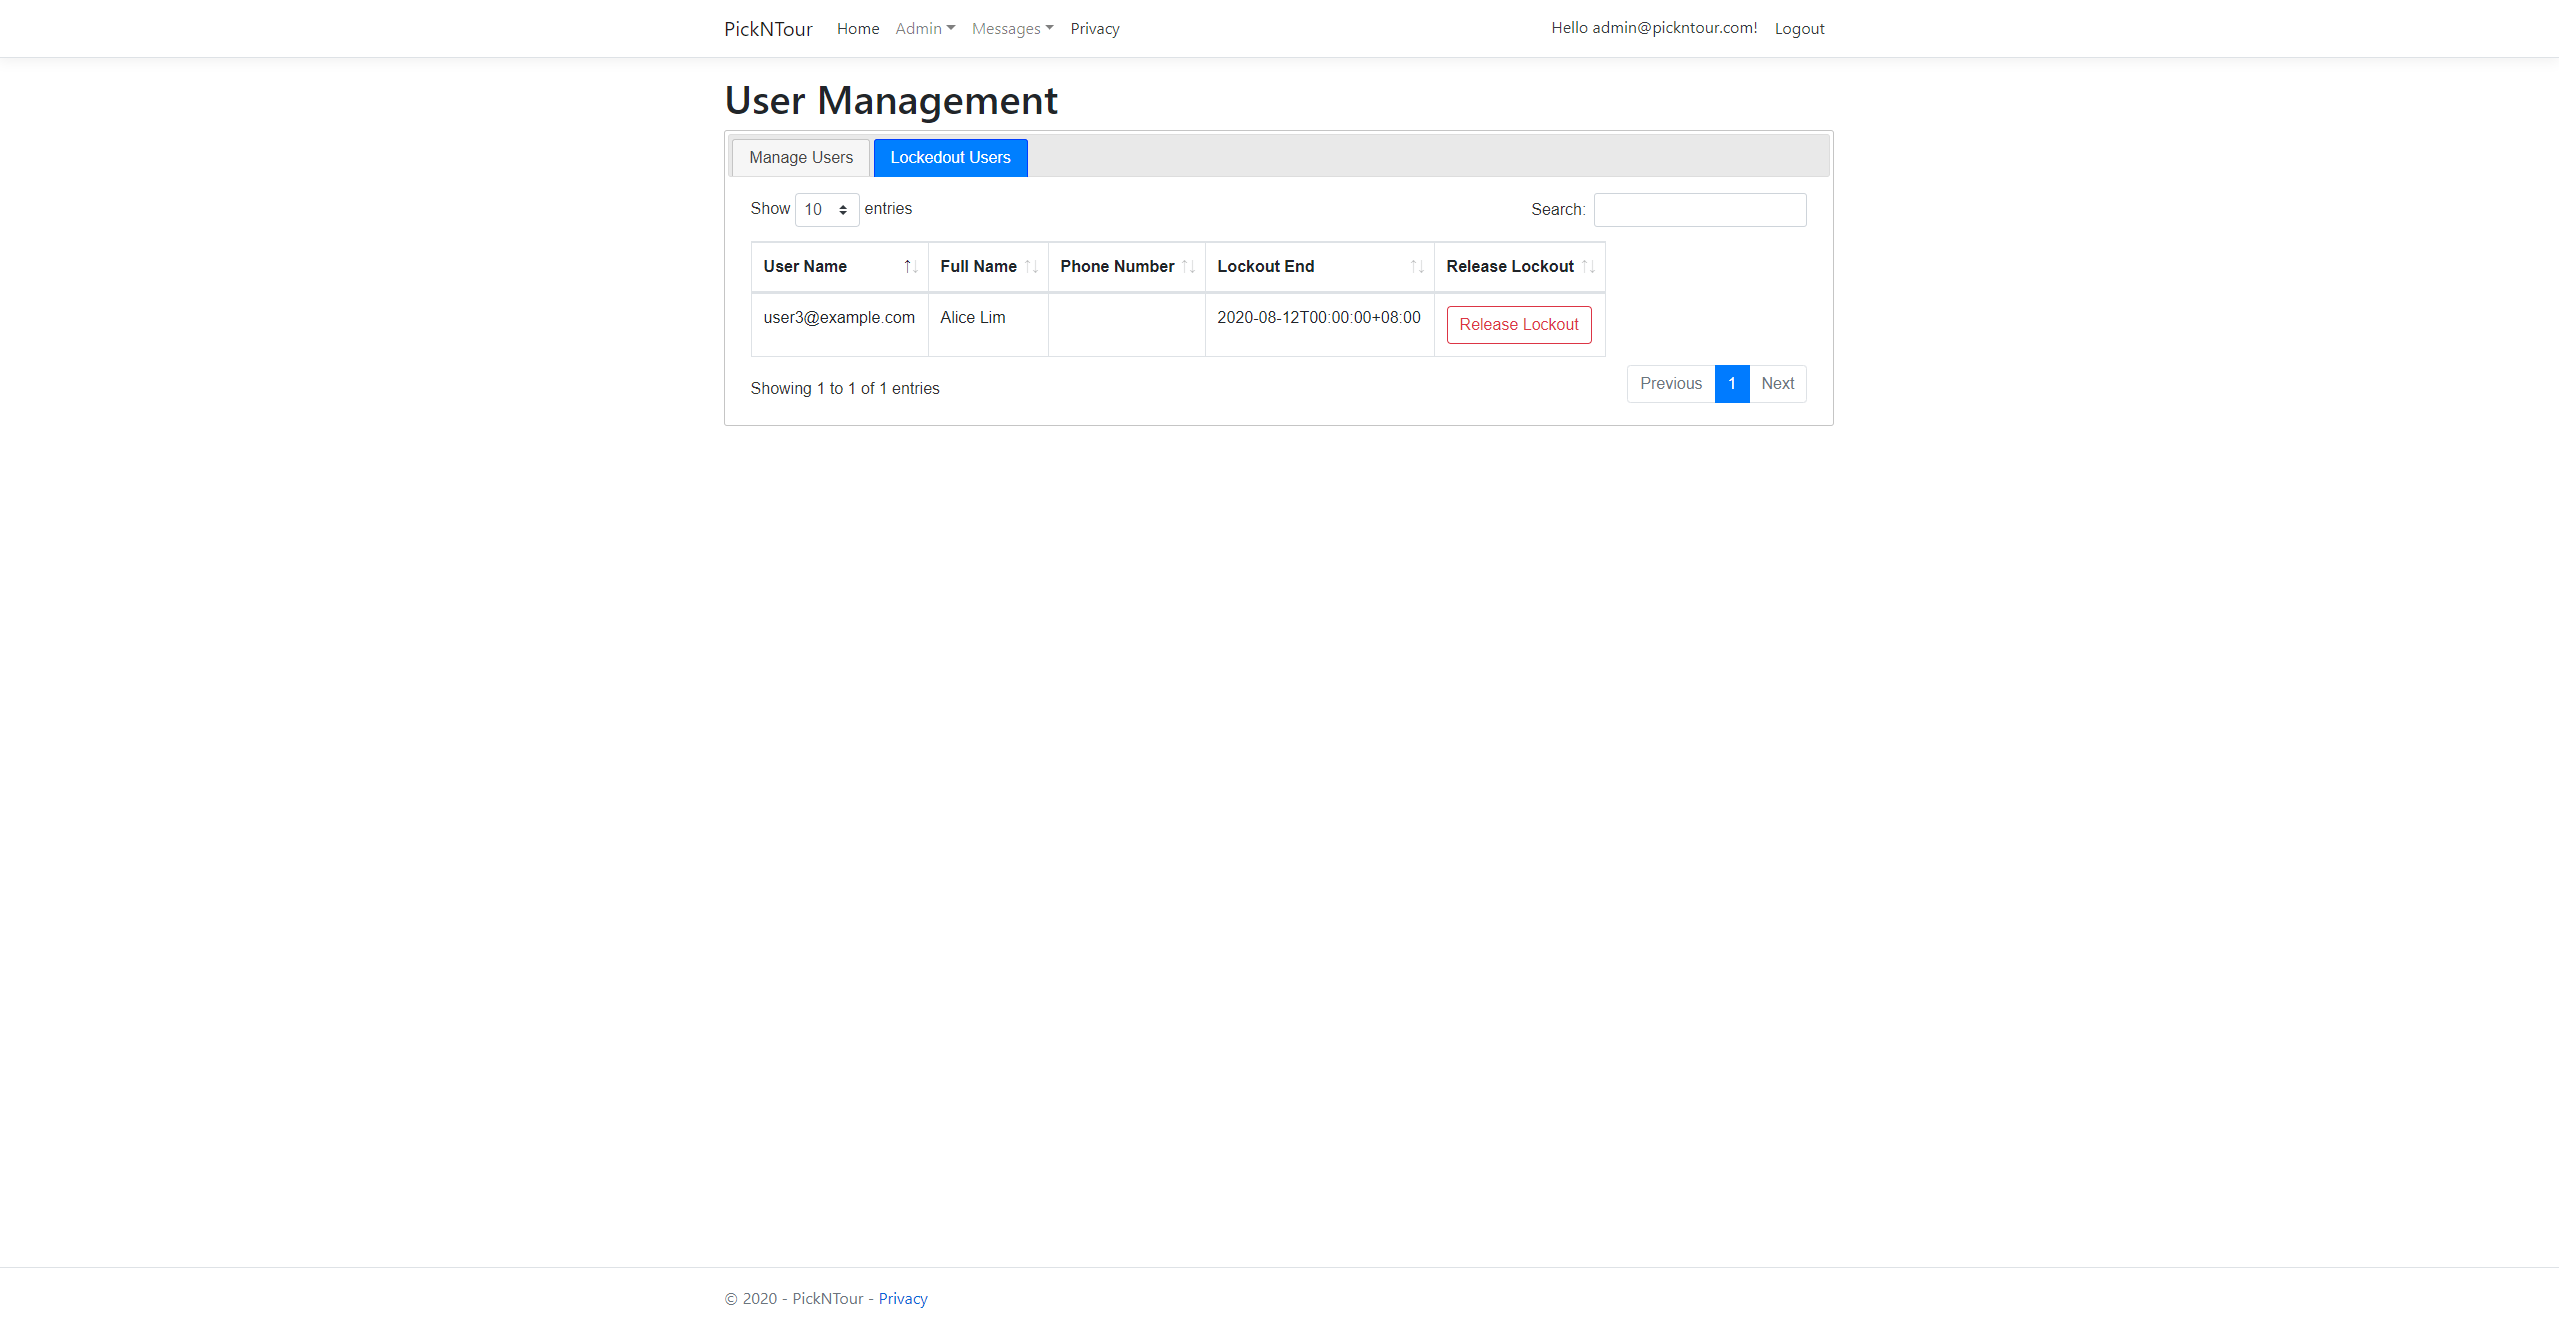 PickNTour Home Admin Messages Privacy Hello admin@pickntour.com! Logout
User Management
Manage Users Lockedout Users
Show 10 entries Search:
User Name Full Name Phone Number Lockout End Release Lockout
user3@example.com Alice Lim 2020-08-12T00:00:00+08:00 Release Lockout
Showing 1 to 1 of 1 entries Previous 1 Next
© 2020 - PickNTour - Privacy